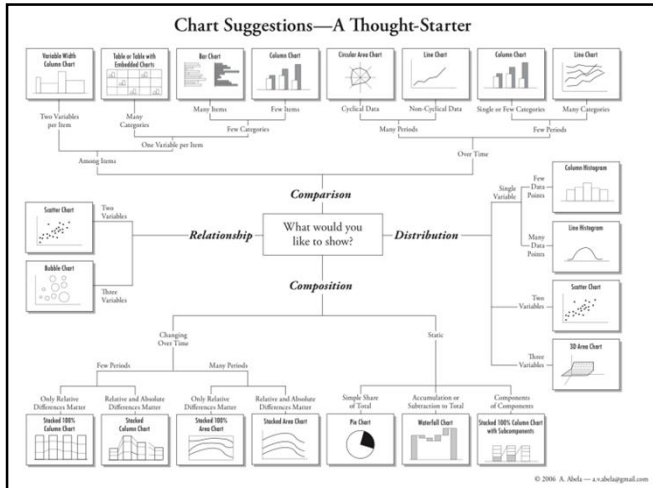 Chart Suggestions—A Thought-Starter
Variable Width
Column Chart
Table or Table with
Embedded Charts
Bar Chart
Column Chart
Circular Area Chart
Line Chart
Column Chart
Line Chart
Two Variables
per Item
Many
Categories
Many Items
Few Items
Cyclical Data
Non-Cyclical Data
Single or Few Categories
Many Categories
Few Categories
Many Periods
Few Periods
One Variable per Item
Among Items
Over Time
Comparison
What would you
like to show?
Relationship
Two
Variables
Scatter Chart
Three
Variables
Bubble Chart
Distribution
Single
Variable
Few
Data
Points
Column Histogram
Many
Data
Points
Line Histogram
Two
Variables
Scatter Chart
Three
Variables
3D Area Chart
Composition
Changing
Over Time
Static
Few Periods
Many Periods
Only Relative
Differences Matter
Relative and Absolute
Differences Matter
Only Relative
Differences Matter
Relative and Absolute
Differences Matter
Simple Share
of Total
Accumulation or
Subtraction to Total
Components
of Components
Stacked 100%
Column Chart
Stacked
Column Chart
Stacked 100%
Area Chart
Stacked Area Chart
Pie Chart
Waterfall Chart
Stacked 100% Column Chart
with Subcomponents
© 2006 A. Abela — a.v.abela@gmail.com